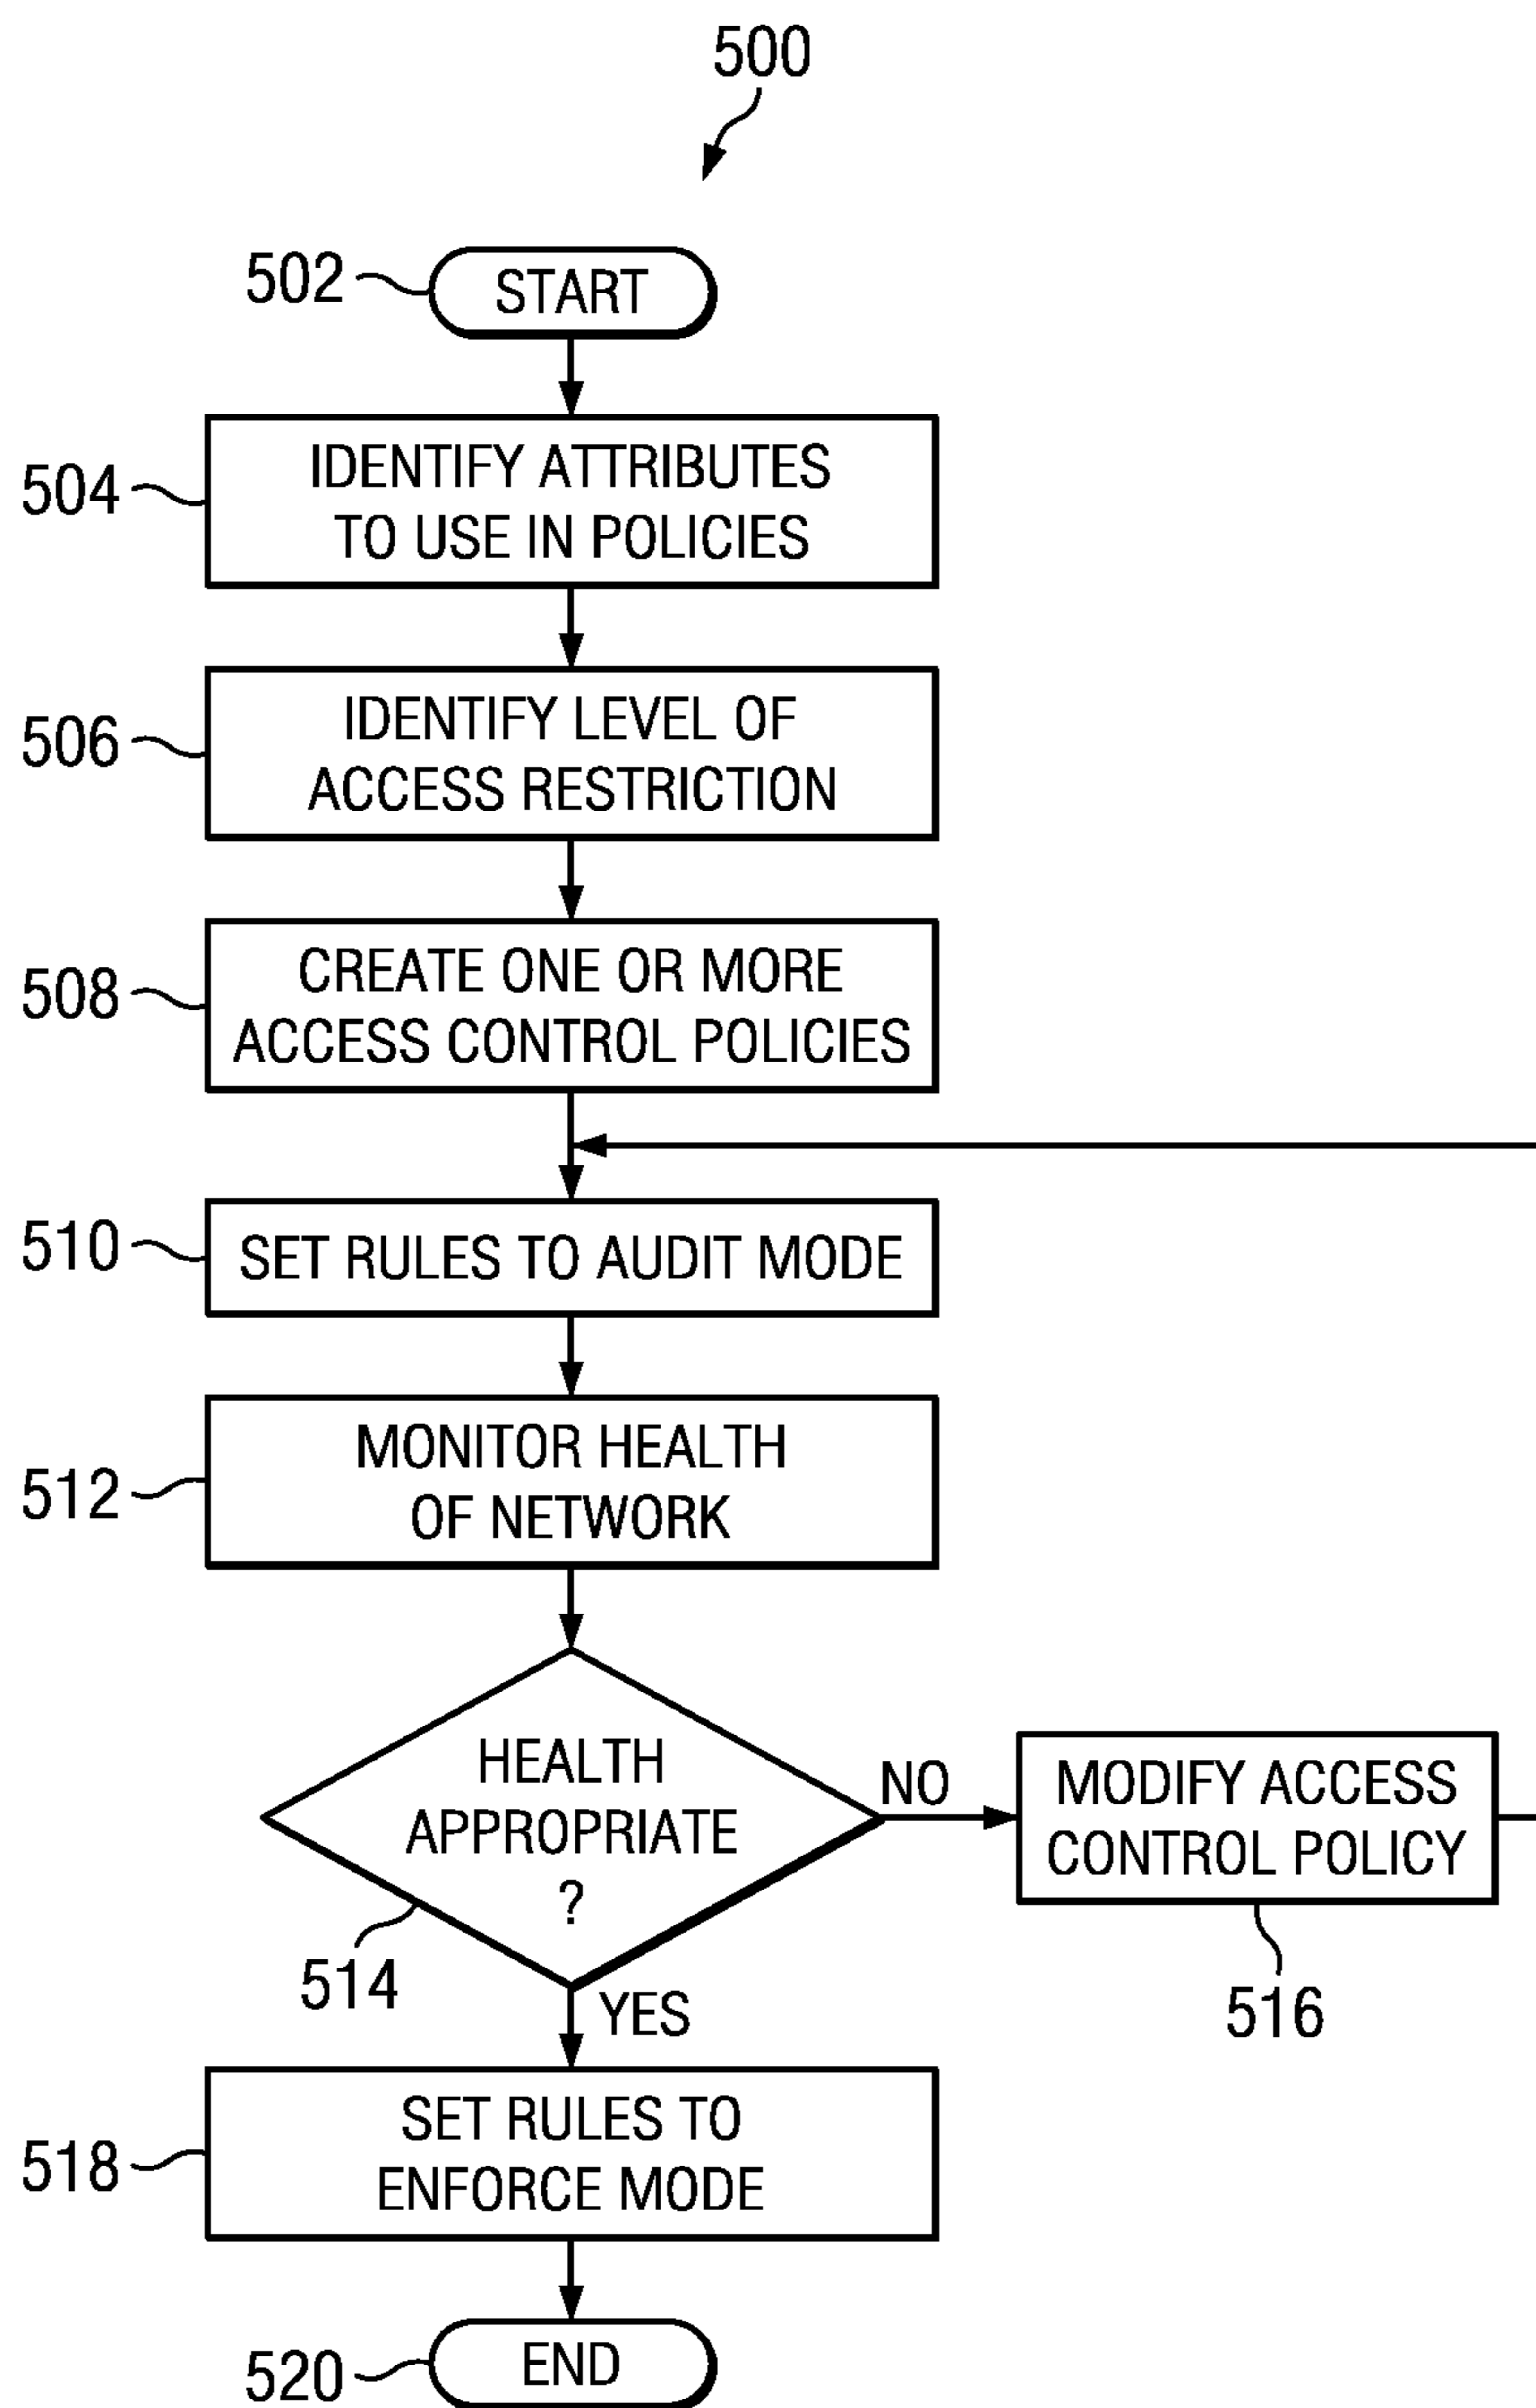 500
502
START
504
IDENTIFY ATTRIBUTES
TO USE IN POLICIES
506
IDENTIFY LEVEL OF
ACCESS RESTRICTION
508
CREATE ONE OR MORE
ACCESS CONTROL POLICIES
510
SET RULES TO AUDIT MODE
512
MONITOR HEALTH
OF NETWORK
HEALTH
APPROPRIATE
?
514
NO
MODIFY ACCESS
CONTROL POLICY
516
YES
518
SET RULES TO
ENFORCE MODE
520
END